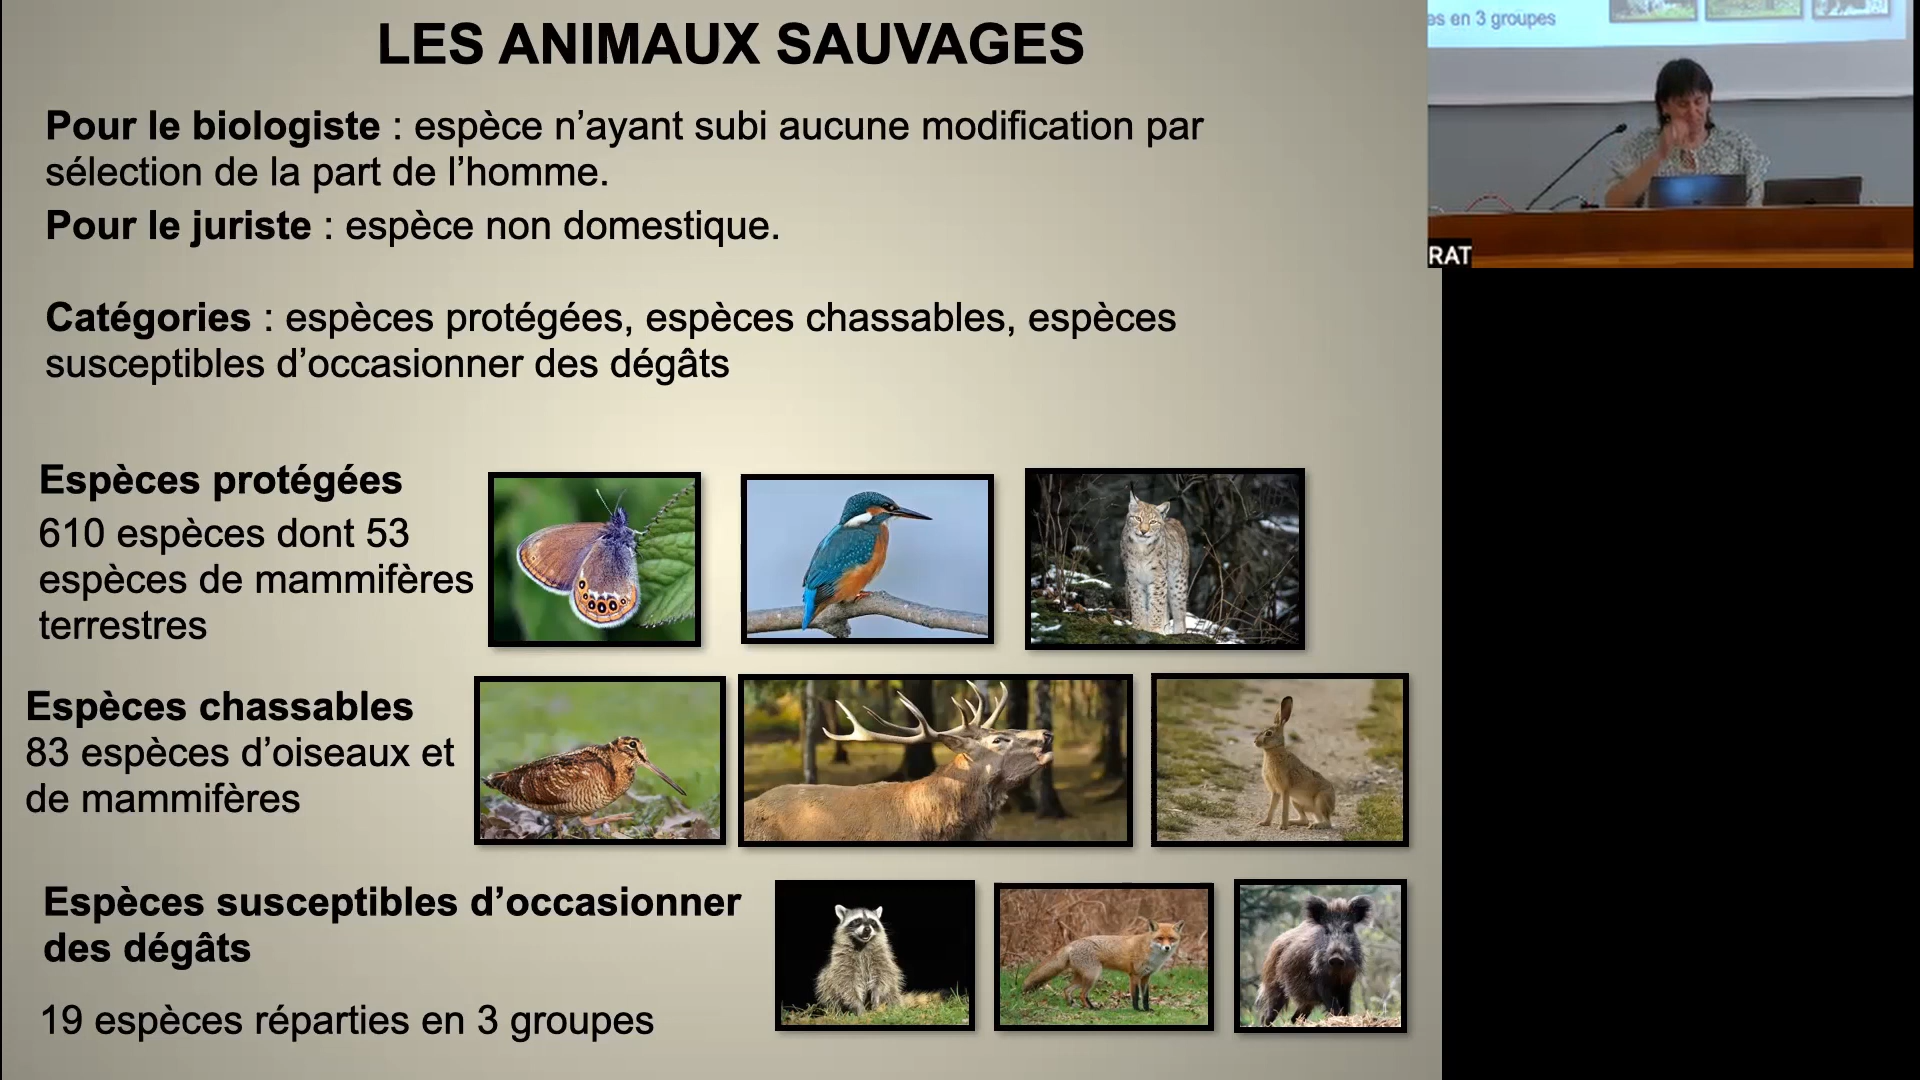 LES ANIMAUX SAUVAGES
Pour le biologiste : espèce n’ayant subi aucune modification par
sélection de la part de l’homme.
Pour le juriste : espèce non domestique.
Catégories : espèces protégées, espèces chassables, espèces
susceptibles d’occasionner des dégâts
Espèces protégées
610 espèces dont 53
espèces de mammifères
terrestres
Espèces chassables
83 espèces d’oiseaux et
de mammifères
Espèces susceptibles d’occasionner
des dégâts
19 espèces réparties en 3 groupes
es en 3 groupes
RAT